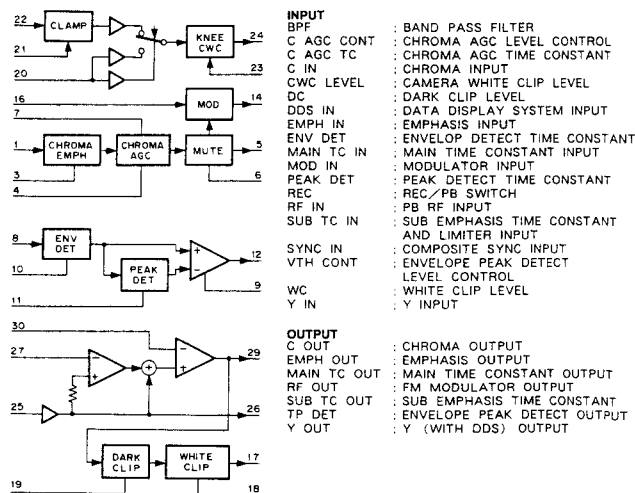 22
CLAMP
21
20
KNEE
CWC
24
23
16
MOD
14
7
1
CHROMA
EMPH
CHROMA
AGC
MUTE
5
3
4
6
8
ENV
DET
10
PEAK
DET
11
+
−
12
9
30
27
−
+
+
−
+
29
25
26
DARK
CLIP
WHITE
CLIP
17
19
18
INPUT
BPF : BAND PASS FILTER
C AGC CONT : CHROMA AGC LEVEL CONTROL
C AGC TC : CHROMA AGC TIME CONSTANT
C IN : CHROMA INPUT
CWC LEVEL : CAMERA WHITE CLIP LEVEL
DC : DARK CLIP LEVEL
DDS IN : DATA DISPLAY SYSTEM INPUT
EMPH IN : EMPHASIS INPUT
ENV DET : ENVELOP DETECT TIME CONSTANT
MAIN TC IN : MAIN TIME CONSTANT INPUT
MOD IN : MODULATOR INPUT
PEAK DET : PEAK DETECT TIME CONSTANT
REC : REC/PB SWITCH
RF IN : PB RF INPUT
SUB TC IN : SUB EMPHASIS TIME CONSTANT
AND LIMITER INPUT
SYNC IN : COMPOSITE SYNC INPUT
VTH CONT : ENVELOPE PEAK DETECT
LEVEL CONTROL
WC : WHITE CLIP LEVEL
Y IN : Y INPUT
OUTPUT
C OUT : CHROMA OUTPUT
EMPH OUT : EMPHASIS OUTPUT
MAIN TC OUT : MAIN TIME CONSTANT OUTPUT
RF OUT : FM MODULATOR OUTPUT
SUB TC OUT : SUB EMPHASIS TIME CONSTANT
TP DET : ENVELOPE PEAK DETECT OUTPUT
Y OUT : Y (WITH DDS) OUTPUT